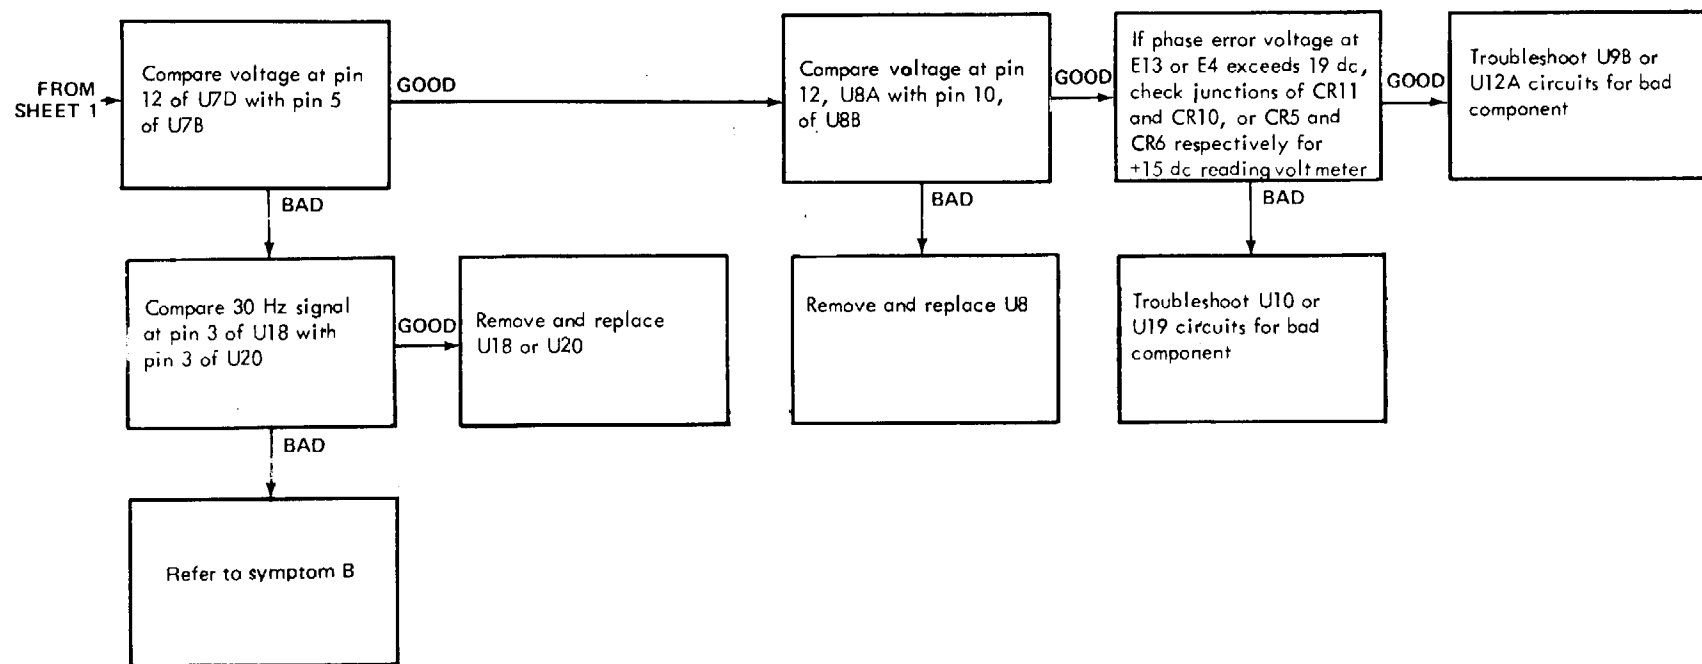 FROM
SHEET 1
Compare voltage at pin
12 of U7D with pin 5
of U7B
GOOD
Compare voltage at pin
12, U8A with pin 10,
of U8B
GOOD
If phase error voltage at
E13 or E4 exceeds 19 dc,
check junctions of CR11
and CR10, or CR5 and
CR6 respectively for
+15 dc reading voltmeter
GOOD
Troubleshoot U9B or
U12A circuits for bad
component
BAD
BAD
BAD
Compare 30 Hz signal
at pin 3 of U18 with
pin 3 of U20
GOOD
Remove and replace
U18 or U20
Remove and replace U8
Troubleshoot U10 or
U19 circuits for bad
component
BAD
Refer to symptom B